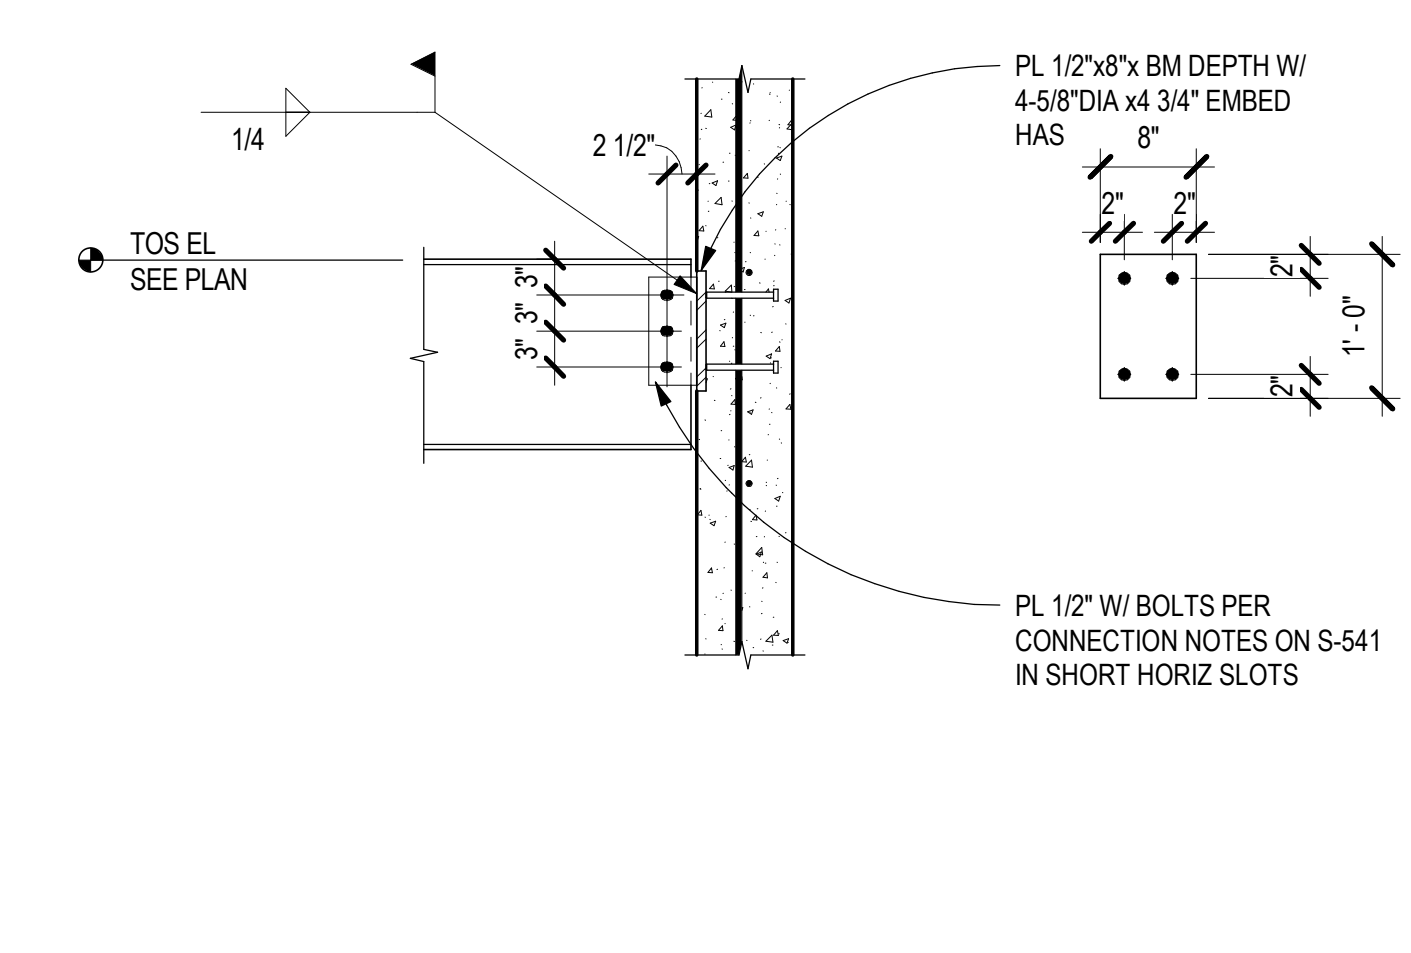 PL 1/2"x8"x BM DEPTH W/
4-5/8"DIA x4 3/4" EMBED
HAS
8"
1/4
2 1/2"
2"
2"
TOS EL
SEE PLAN
3"
3"
3"
2"
1' - 0"
2"
PL 1/2" W/ BOLTS PER
CONNECTION NOTES ON S-541
IN SHORT HORIZ SLOTS